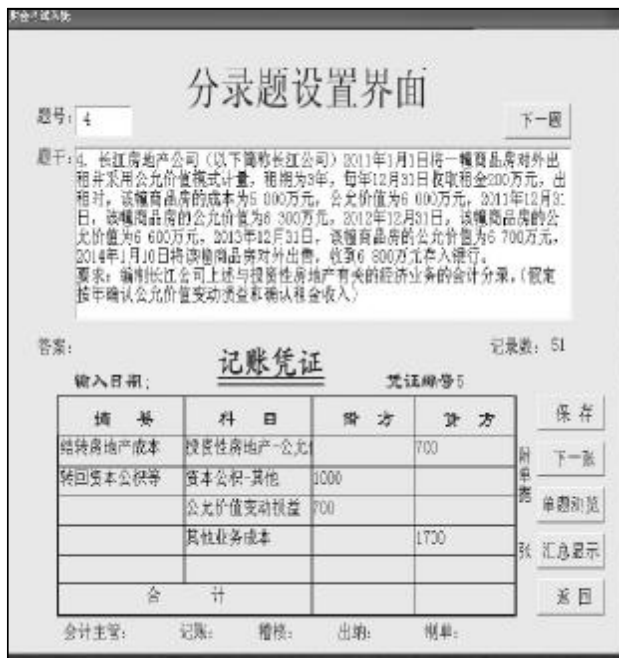 财会考试系统
分录题设置界面
题号: 4
下一题
题干: 4. 长江房地产公司（以下简称长江公司）2011年1月1日将一幢商品房对外出
租并采用公允价值模式计量，租期为3年，每年12月31日收取租金200万元，出
租时，该幢商品房的成本为5 000万元，公允价值为6 000万元，2011年12月31
日，该幢商品房的公允价值为6 300万元，2012年12月31日，该幢商品房的公
允价值为6 600万元，2013年12月31日，该幢商品房的公允价值为6 700万元，
2014年1月10日将该幢商品房对外出售，收到6 800万元存入银行。
要求：编制长江公司上述与投资性房地产有关的经济业务的会计分录。(假定
按年确认公允价值变动损益和确认租金收入)
答案:
记录数: 51
记账凭证
输入日期:
凭证编号5
摘 要 科 目 借 方 贷 方
结转房地产成本 投资性房地产-公允 700
转回资本公积等 资本公积-其他 1000
公允价值变动损益 700
其他业务成本 1700
合 计
附单据 张
保 存
下一张
单题浏览
汇总显示
返 回
会计主管: 记账: 稽核: 出纳: 制单: